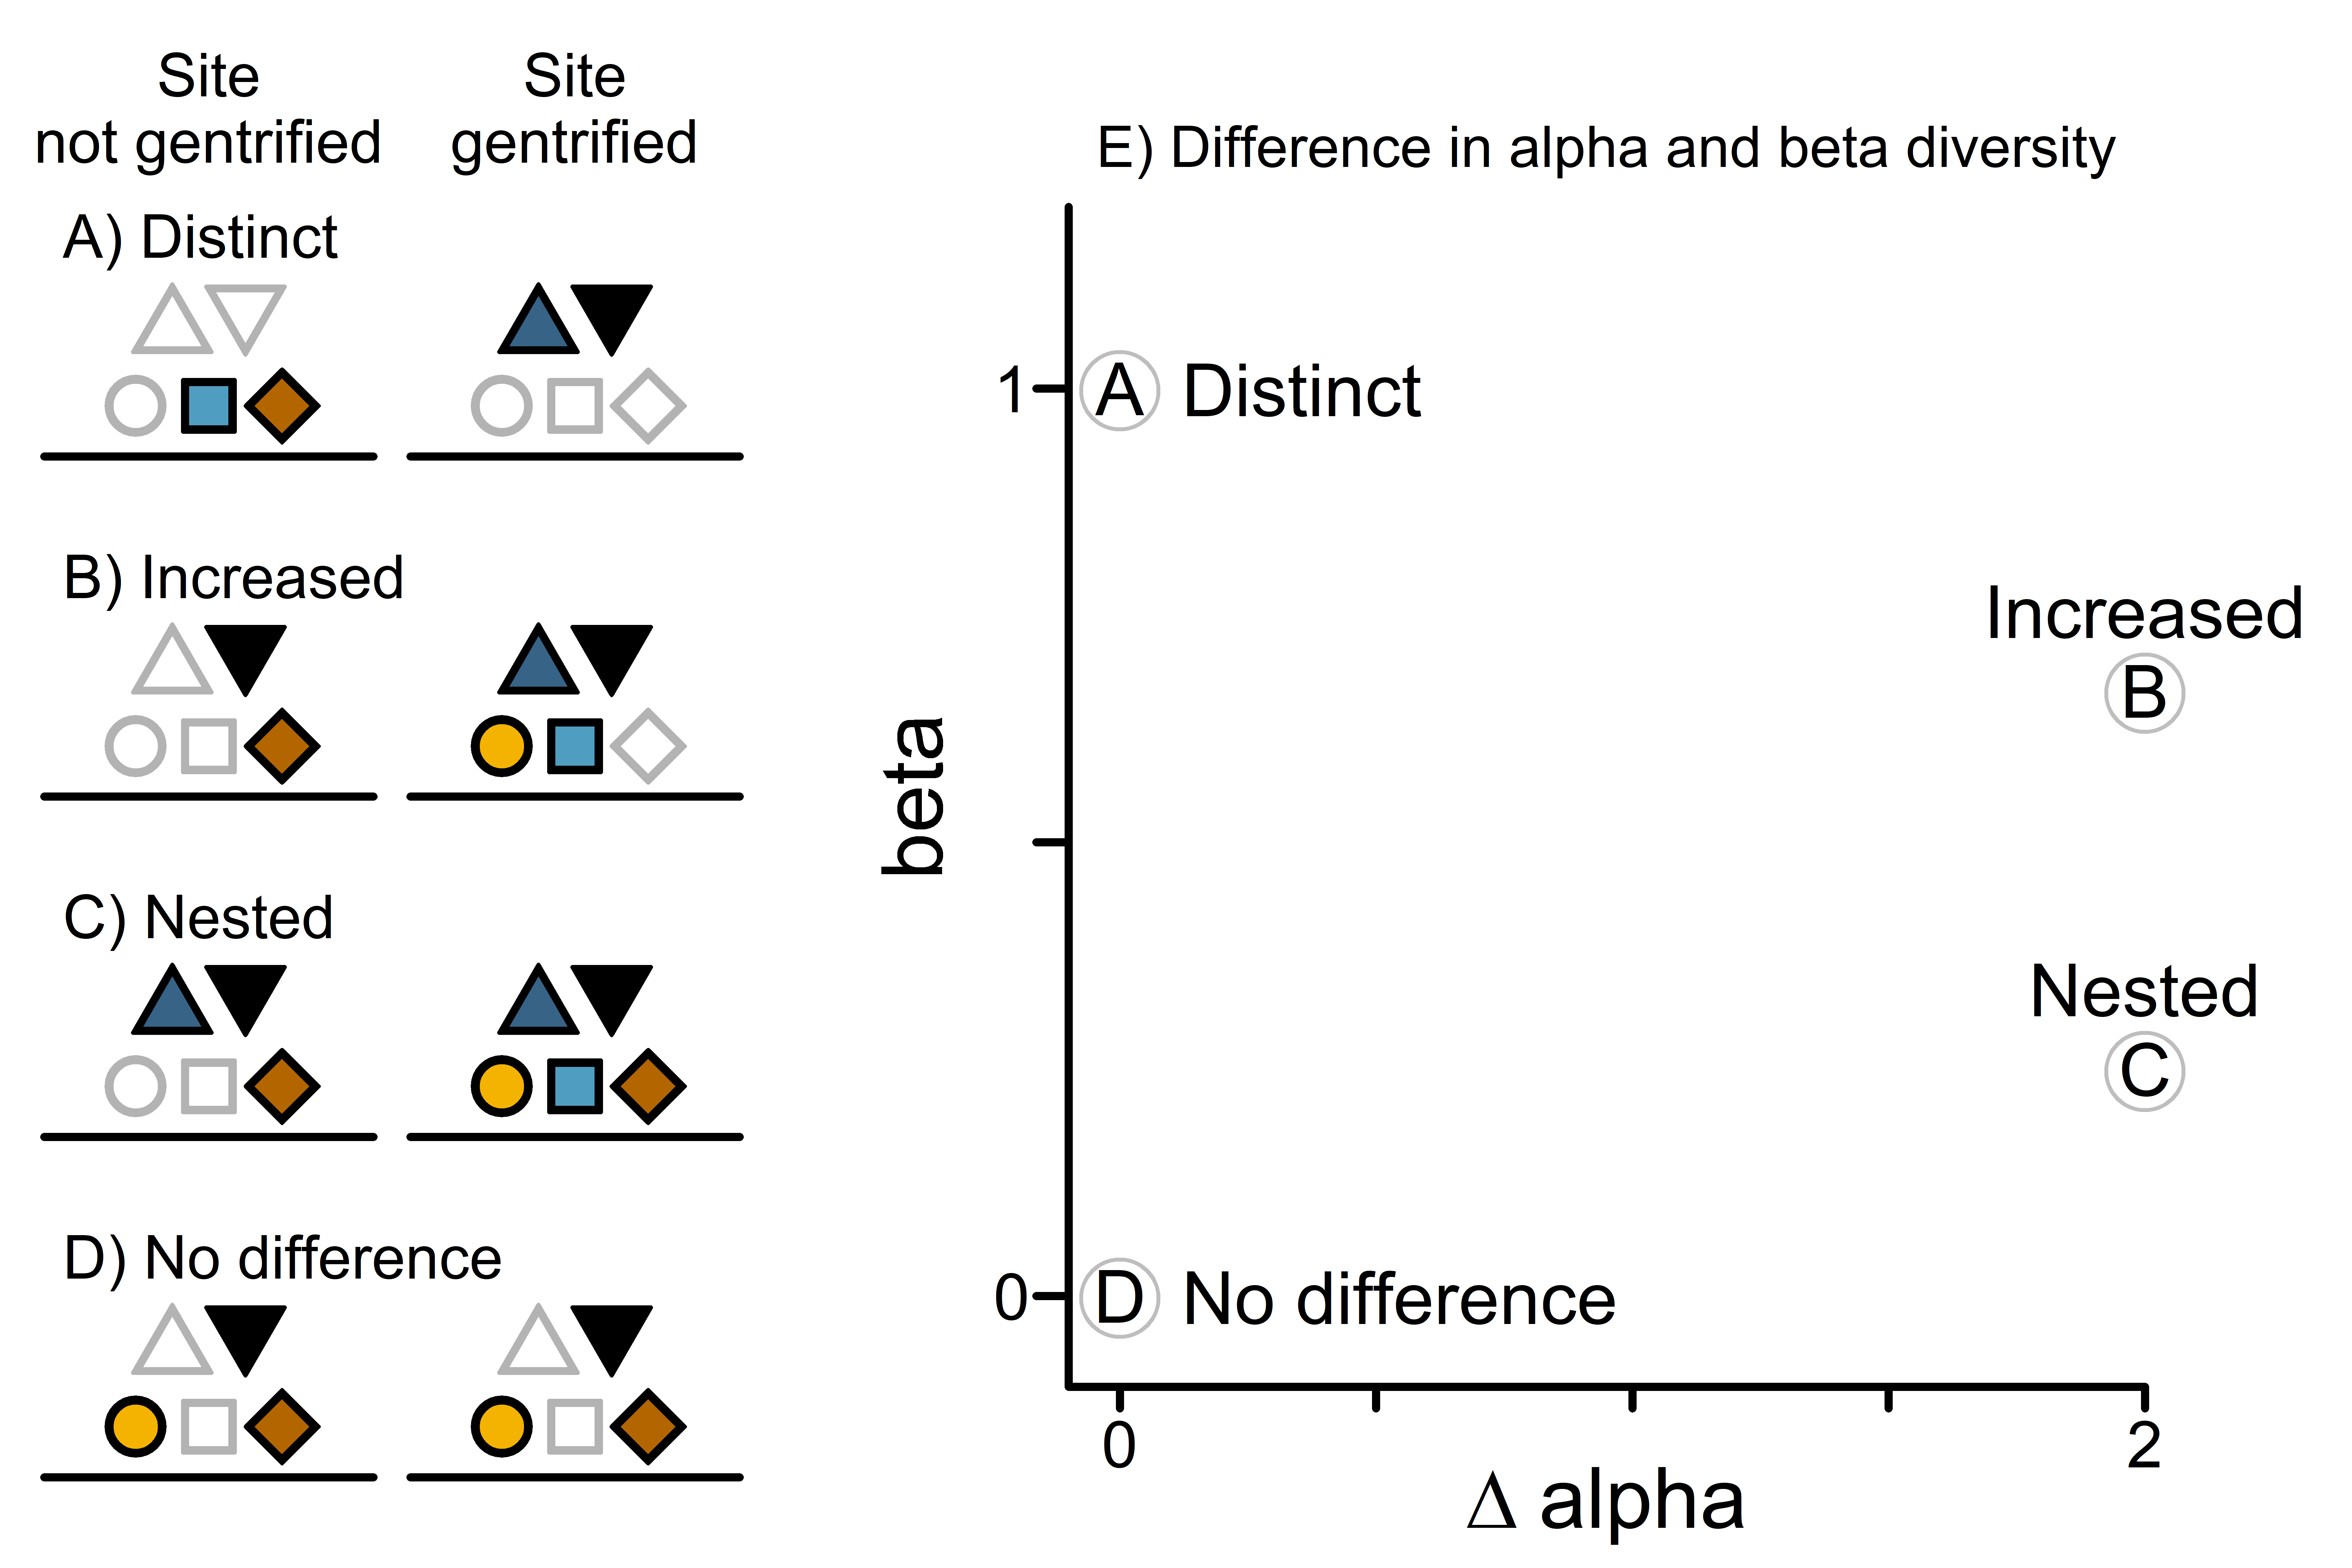 Site
not gentrified
Site
gentrified
A) Distinct
B) Increased
C) Nested
D) No difference
E) Difference in alpha and beta diversity
beta
1
0
A Distinct
Increased
B
Nested
C
D No difference
0
2
Δ alpha